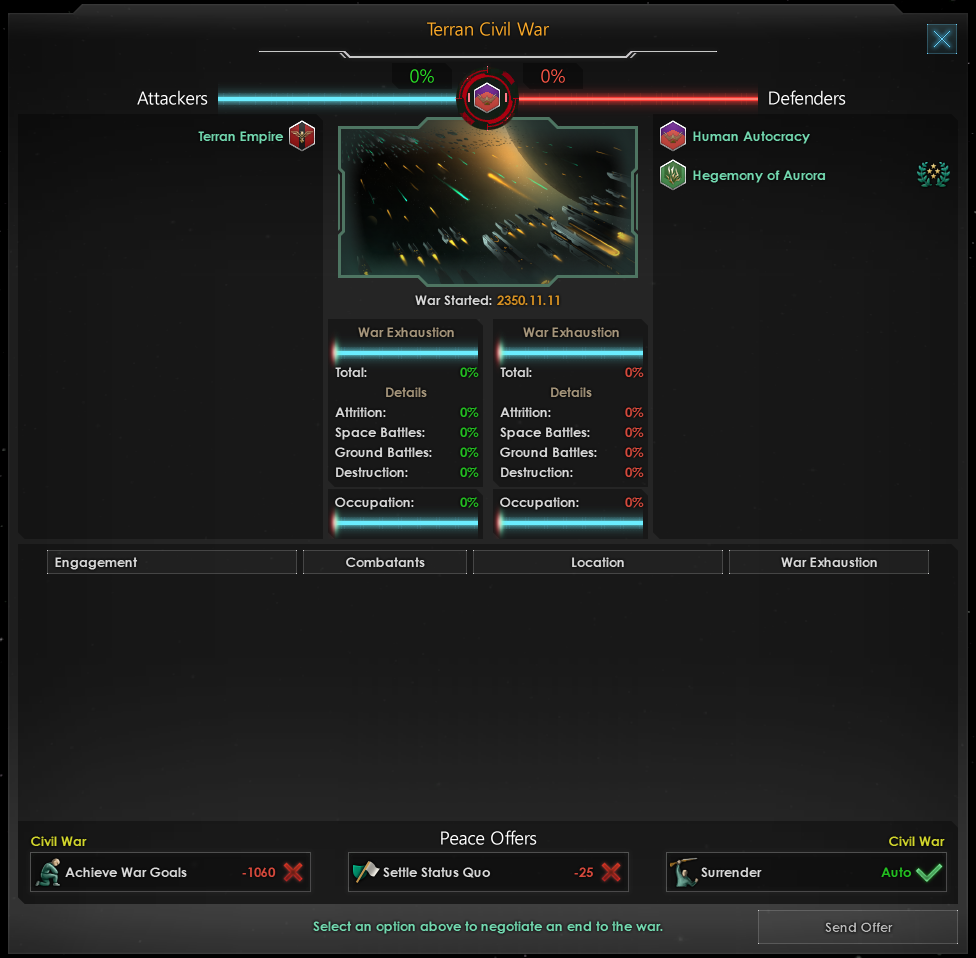 Terran Civil War
0% 0%
Attackers Defenders
Terran Empire Human Autocracy
Hegemony of Aurora
War Started: 2350.11.11
War Exhaustion War Exhaustion
Total: 0% Total: 0%
Details Details
Attrition: 0% Attrition: 0%
Space Battles: 0% Space Battles: 0%
Ground Battles: 0% Ground Battles: 0%
Destruction: 0% Destruction: 0%
Occupation: 0% Occupation: 0%
Engagement Combatants Location War Exhaustion
Civil War Peace Offers Civil War
Achieve War Goals -1060 Settle Status Quo -25 Surrender Auto
Select an option above to negotiate an end to the war. Send Offer